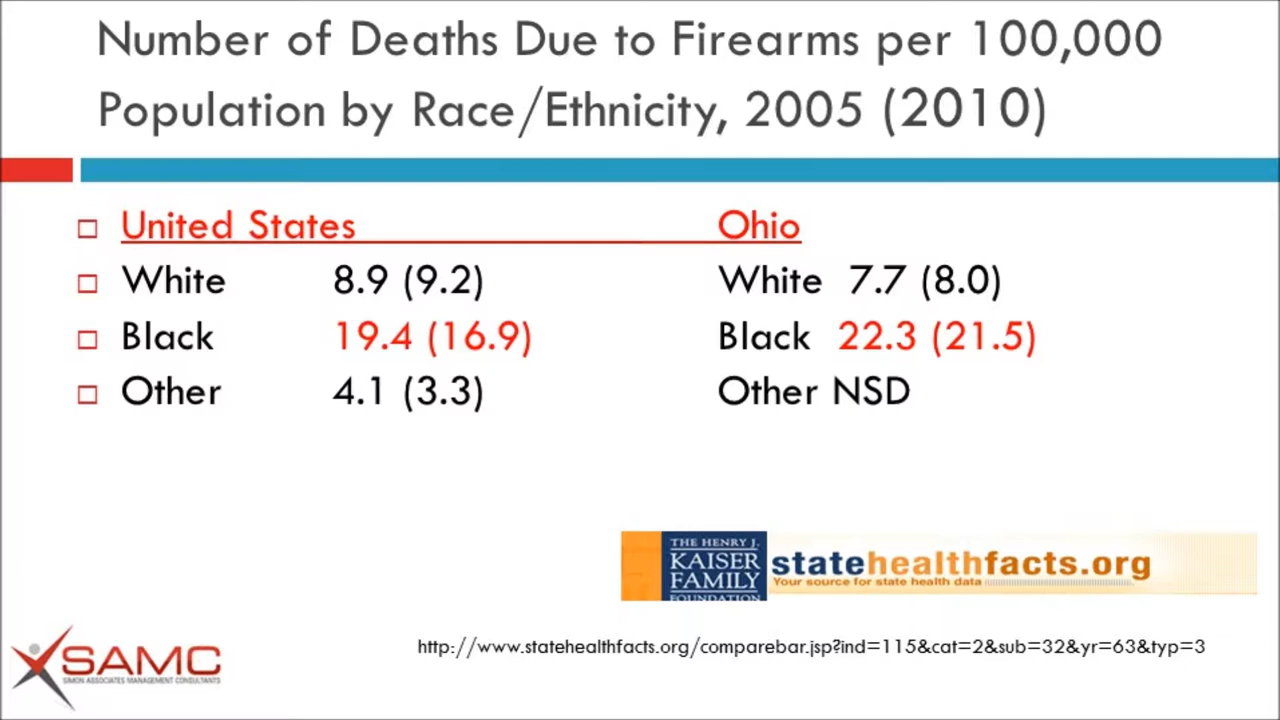 Number of Deaths Due to Firearms per 100,000
Population by Race/Ethnicity, 2005 (2010)
United States Ohio
White 8.9 (9.2) White 7.7 (8.0)
Black 19.4 (16.9) Black 22.3 (21.5)
Other 4.1 (3.3) Other NSD
THE HENRY J.
KAISER
FAMILY
FOUNDATION
statehealthfacts.org
Your source for state health data
http://www.statehealthfacts.org/comparebar.jsp?ind=115&cat=2&sub=32&yr=63&typ=3
SAMC
SIMON ASSOCIATES MANAGEMENT CONSULTANTS